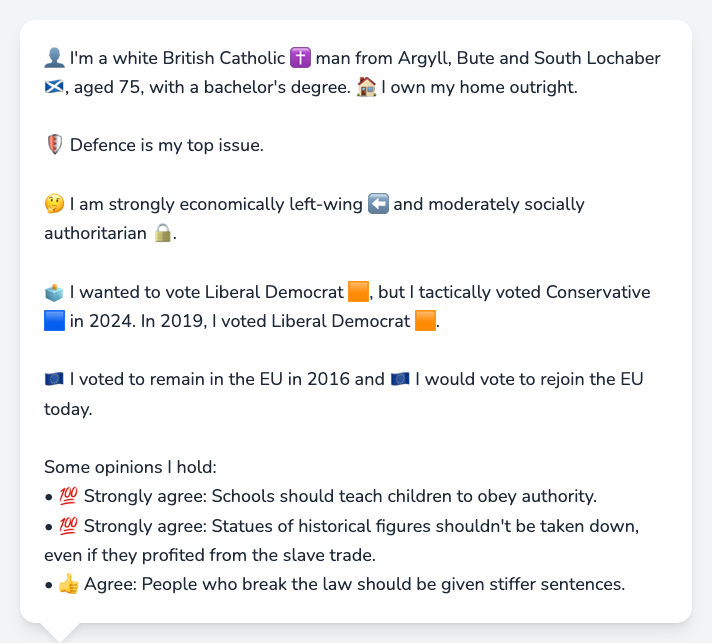 👤 I'm a white British Catholic ✝️ man from Argyll, Bute and South Lochaber
🏴󠁧󠁢󠁳󠁣󠁴󠁿, aged 75, with a bachelor's degree. 🏠 I own my home outright.
🛡️ Defence is my top issue.
🤔 I am strongly economically left-wing ⬅️ and moderately socially
authoritarian 🔒.
🗳️ I wanted to vote Liberal Democrat 🟧, but I tactically voted Conservative
🟦 in 2024. In 2019, I voted Liberal Democrat 🟧.
🇪🇺 I voted to remain in the EU in 2016 and 🇪🇺 I would vote to rejoin the EU
today.
Some opinions I hold:
• 💯 Strongly agree: Schools should teach children to obey authority.
• 💯 Strongly agree: Statues of historical figures shouldn't be taken down,
even if they profited from the slave trade.
• 👍 Agree: People who break the law should be given stiffer sentences.